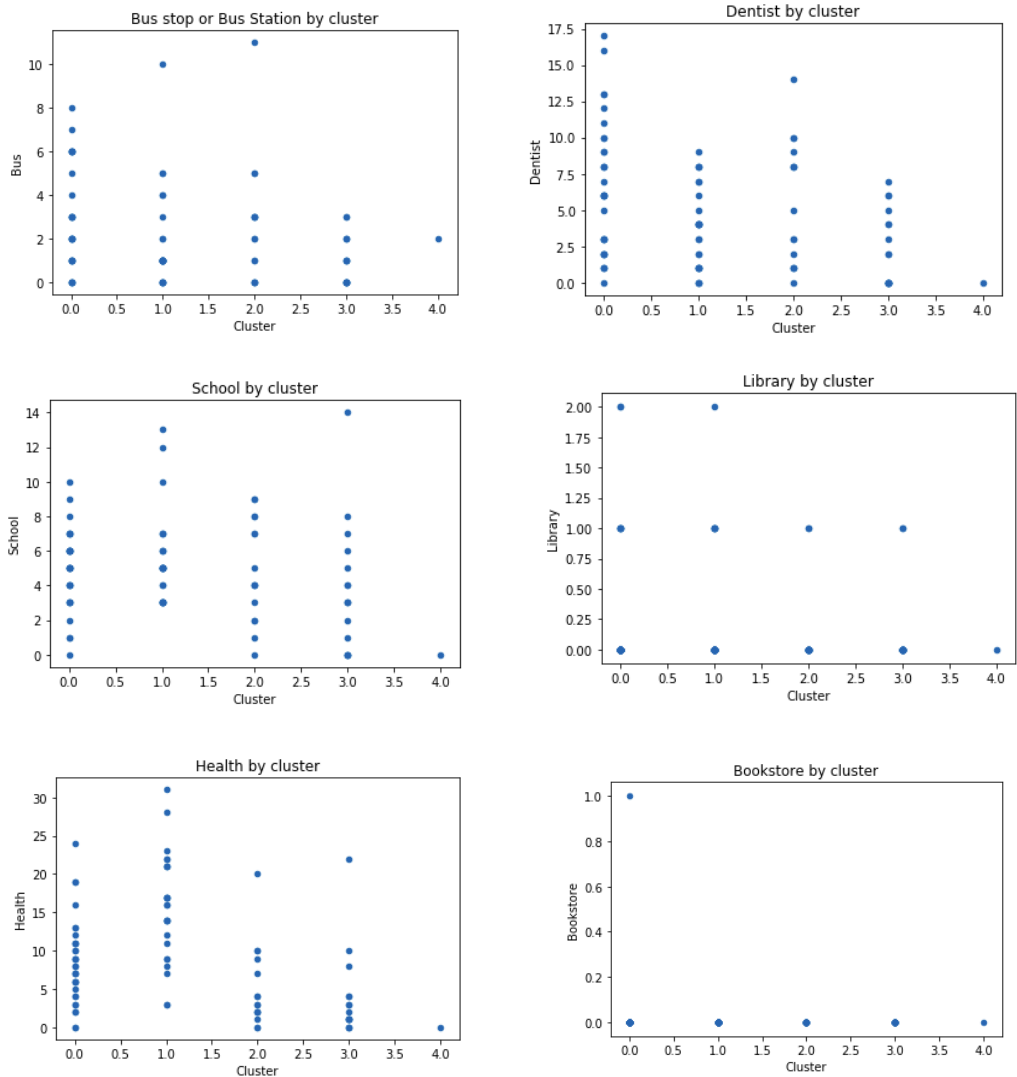 Bus stop or Bus Station by cluster
10
8
6
4
2
0
Bus
0.0 0.5 1.0 1.5 2.0 2.5 3.0 3.5 4.0
Cluster
Dentist by cluster
17.5
15.0
12.5
10.0
7.5
5.0
2.5
0.0
Dentist
0.0 0.5 1.0 1.5 2.0 2.5 3.0 3.5 4.0
Cluster
School by cluster
14
12
10
8
6
4
2
0
School
0.0 0.5 1.0 1.5 2.0 2.5 3.0 3.5 4.0
Cluster
Library by cluster
2.00
1.75
1.50
1.25
1.00
0.75
0.50
0.25
0.00
Library
0.0 0.5 1.0 1.5 2.0 2.5 3.0 3.5 4.0
Cluster
Health by cluster
30
25
20
15
10
5
0
Health
0.0 0.5 1.0 1.5 2.0 2.5 3.0 3.5 4.0
Cluster
Bookstore by cluster
1.0
0.8
0.6
0.4
0.2
0.0
Bookstore
0.0 0.5 1.0 1.5 2.0 2.5 3.0 3.5 4.0
Cluster